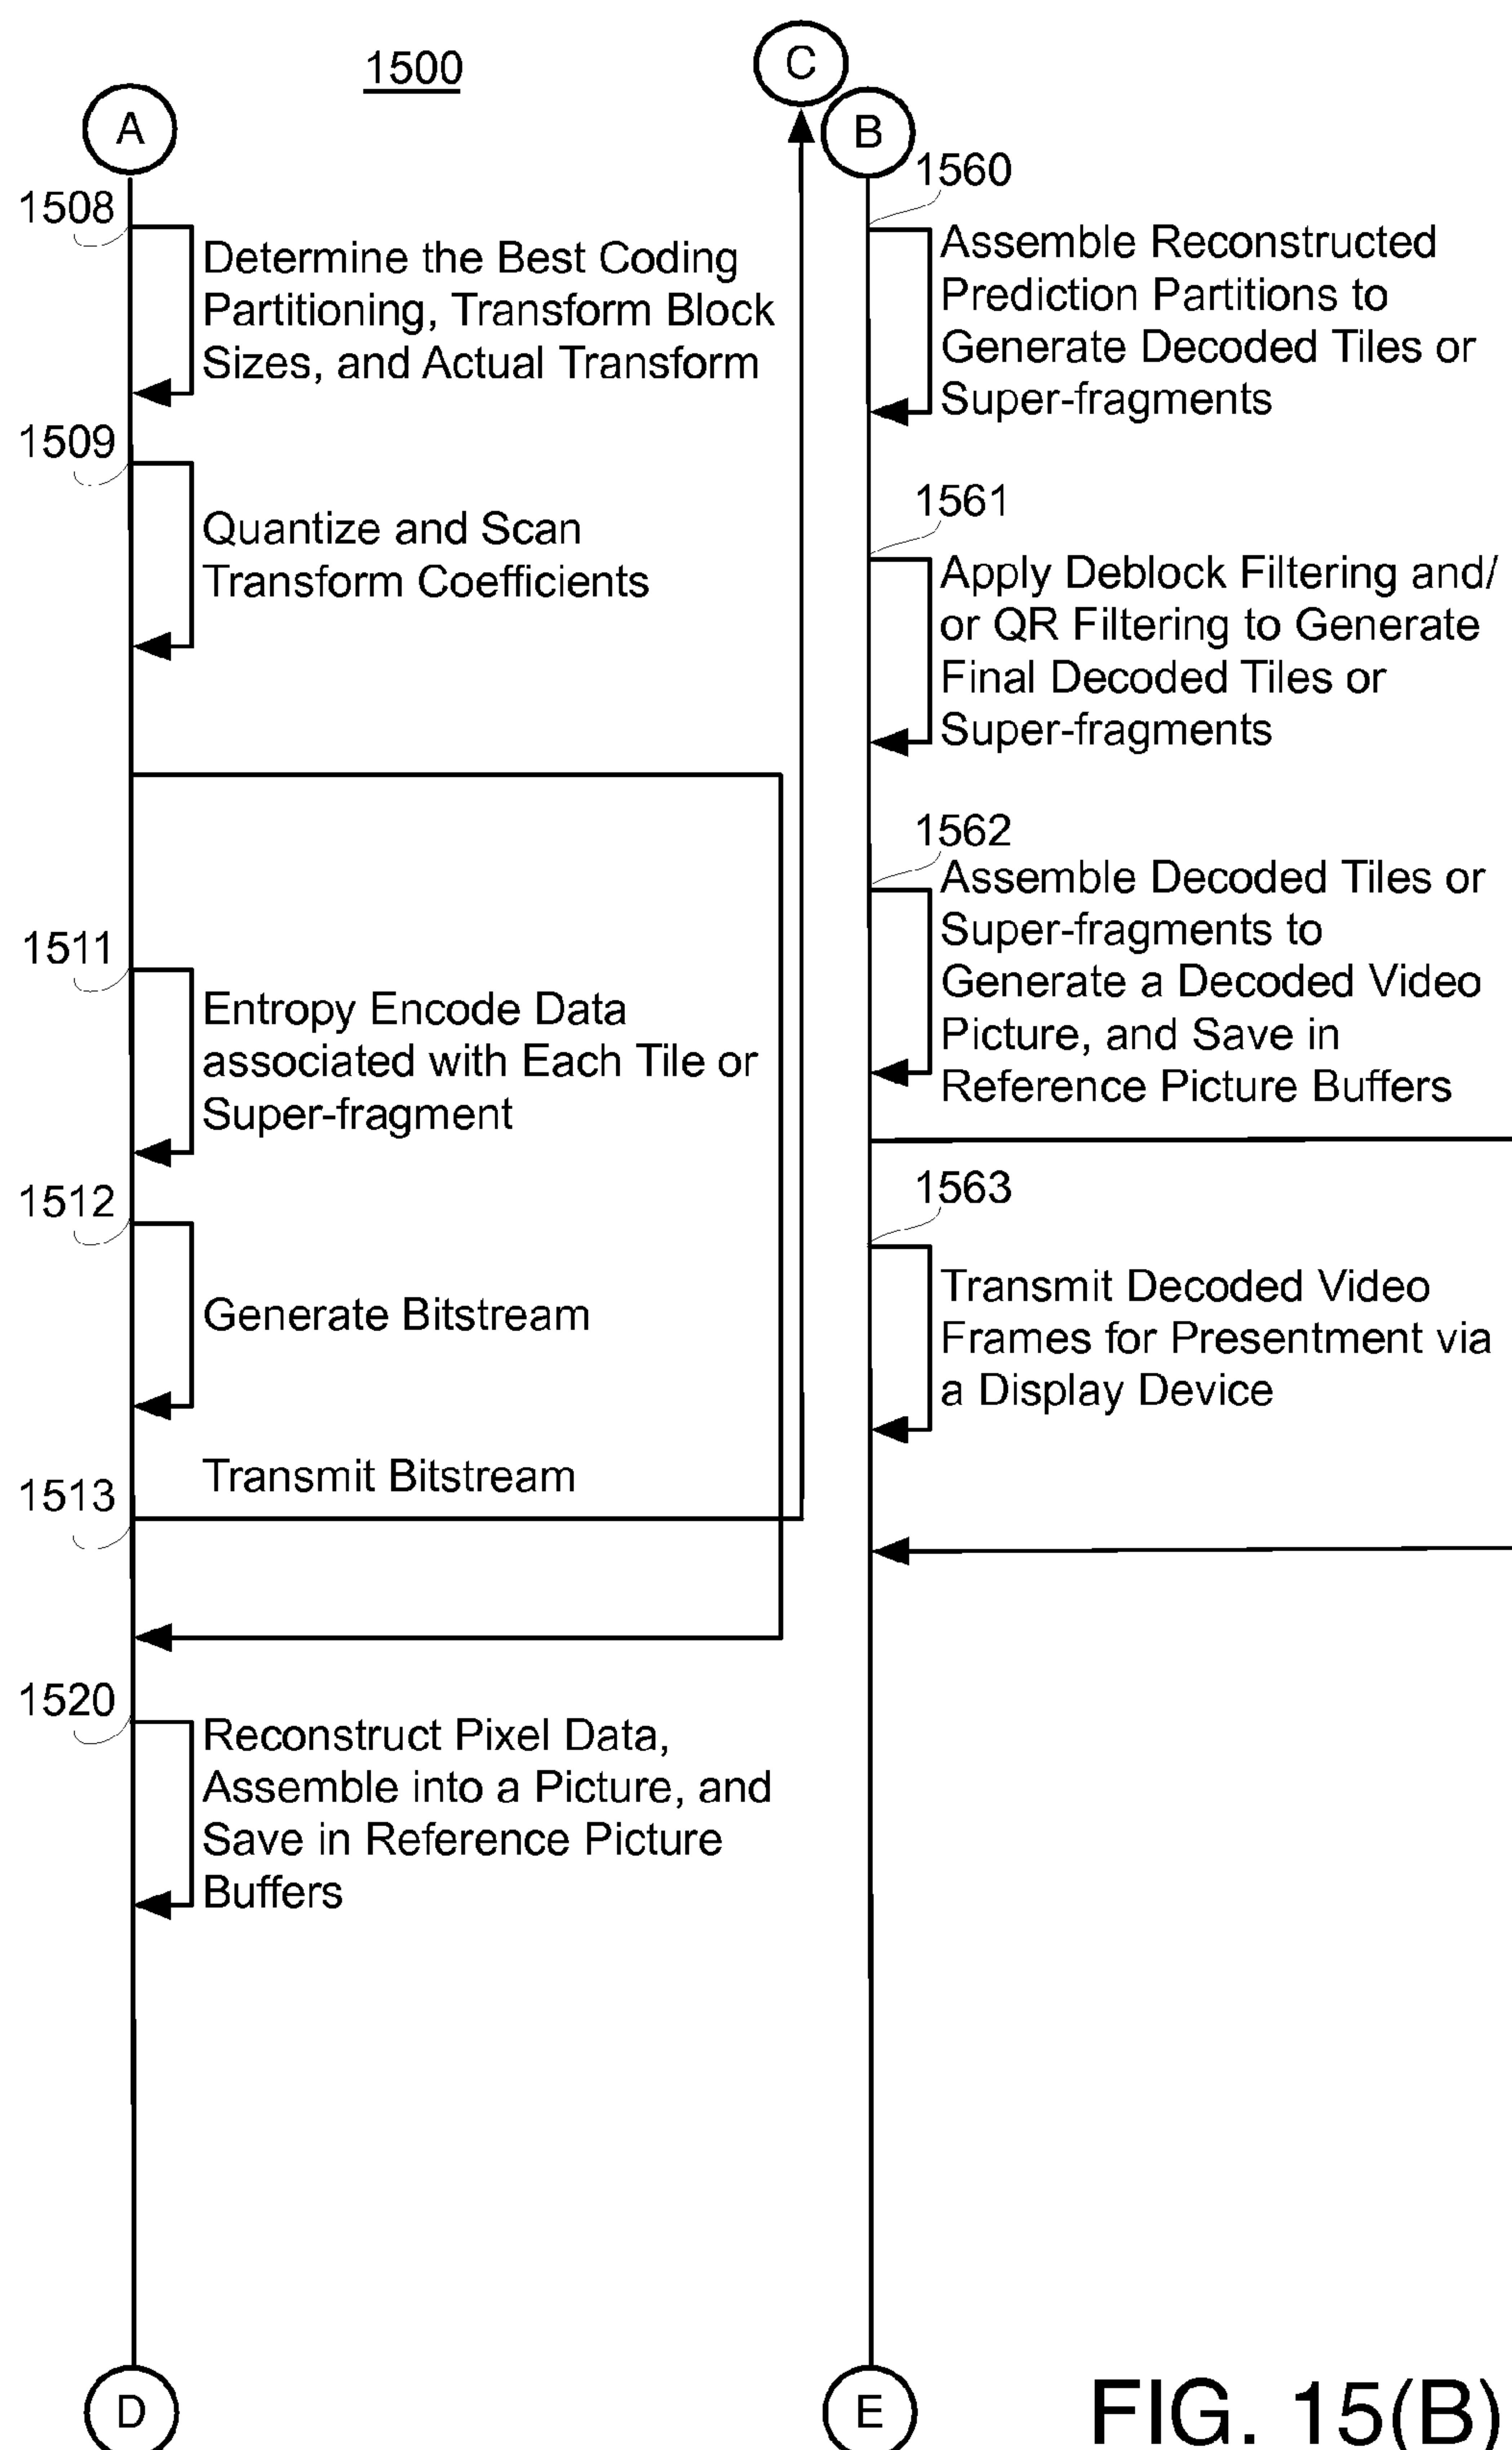 1500
A
1508
Determine the Best Coding
Partitioning, Transform Block
Sizes, and Actual Transform
1509
Quantize and Scan
Transform Coefficients
1511
Entropy Encode Data
associated with Each Tile or
Super-fragment
1512
Generate Bitstream
Transmit Bitstream
1513
1520
Reconstruct Pixel Data,
Assemble into a Picture, and
Save in Reference Picture
Buffers
D
C
B
1560
Assemble Reconstructed
Prediction Partitions to
Generate Decoded Tiles or
Super-fragments
1561
Apply Deblock Filtering and/
or QR Filtering to Generate
Final Decoded Tiles or
Super-fragments
1562
Assemble Decoded Tiles or
Super-fragments to
Generate a Decoded Video
Picture, and Save in
Reference Picture Buffers
1563
Transmit Decoded Video
Frames for Presentment via
a Display Device
E
FIG. 15(B)